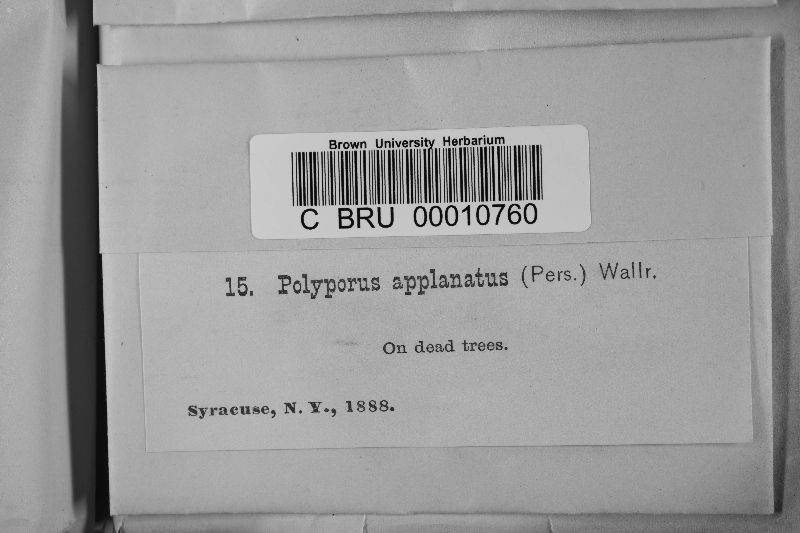 Brown University Herbarium
C BRU 00010760
15. Polyporus applanatus (Pers.) Wallr.
On dead trees.
Syracuse, N. Y., 1888.